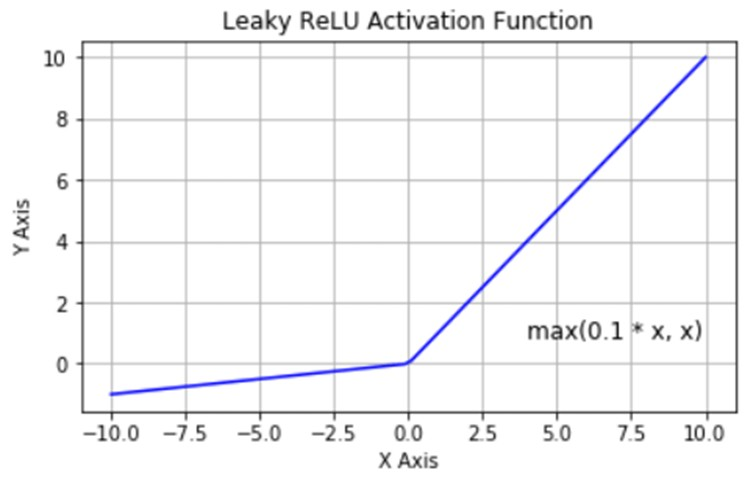 Leaky ReLU Activation Function
10
8
6
4
2
0
Y Axis
max(0.1 * x, x)
−10.0 −7.5 −5.0 −2.5 0.0 2.5 5.0 7.5 10.0
X Axis